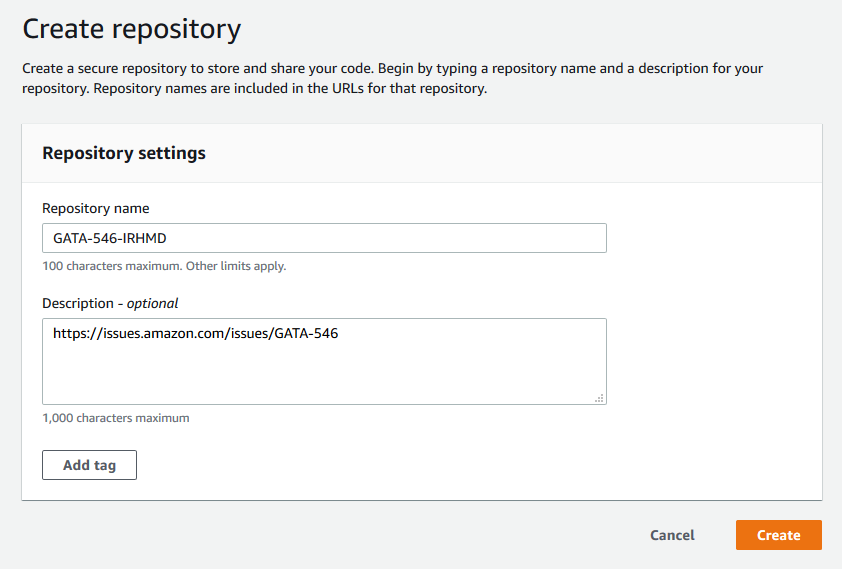 Create repository
Create a secure repository to store and share your code. Begin by typing a repository name and a description for your
repository. Repository names are included in the URLs for that repository.
Repository settings
Repository name
GATA-546-IRHMD
100 characters maximum. Other limits apply.
Description - optional
https://issues.amazon.com/issues/GATA-546
1,000 characters maximum
Add tag
Cancel
Create